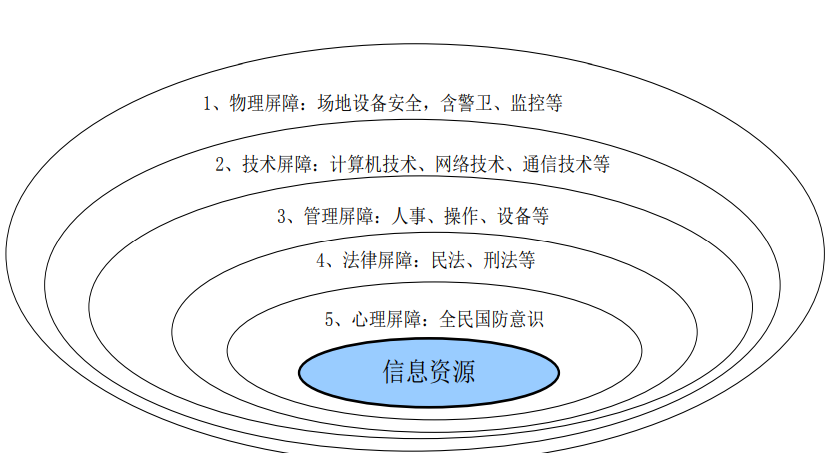 1、物理屏障：场地设备安全，含警卫、监控等
2、技术屏障：计算机技术、网络技术、通信技术等
3、管理屏障：人事、操作、设备等
4、法律屏障：民法、刑法等
5、心理屏障：全民国防意识
信息资源